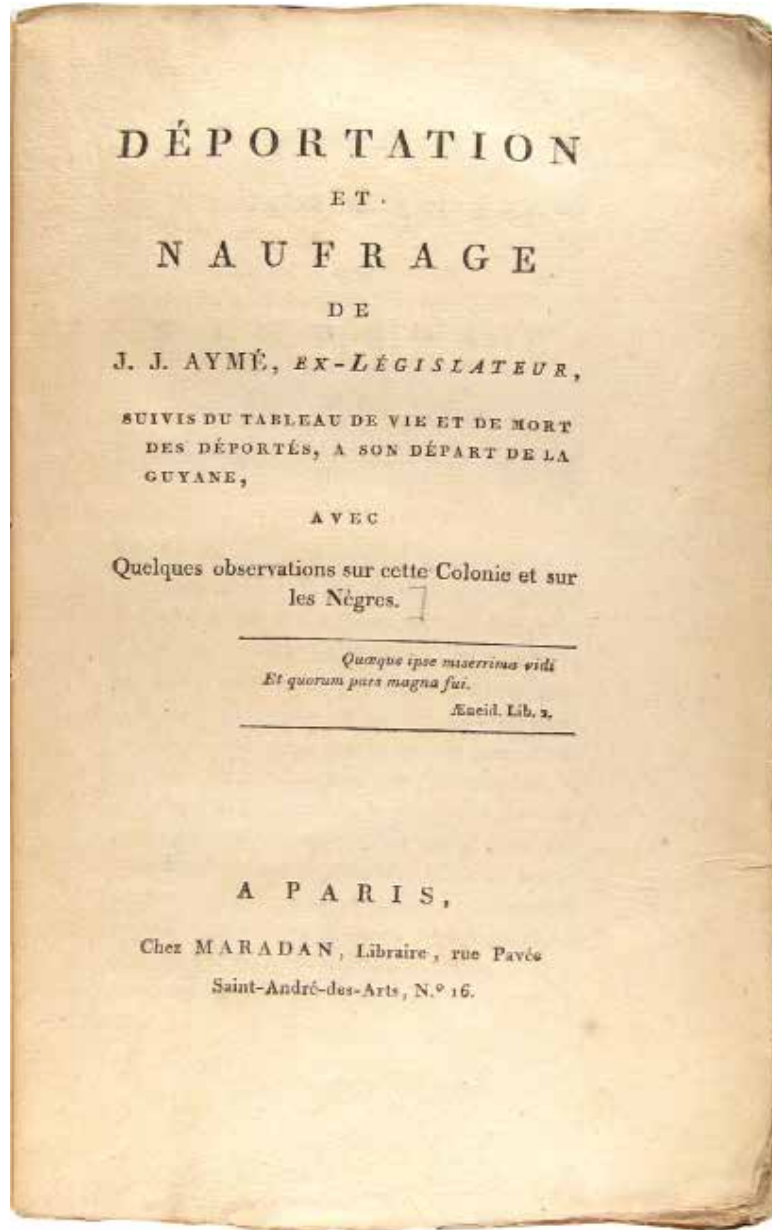 DÉPORTATION
ET
NAUFRAGE
DE
J. J. AYMÉ, EX-LÉGISLATEUR,
SUIVIS DU TABLEAU DE VIE ET DE MORT
DES DÉPORTÉS, A SON DÉPART DE LA
GUYANE,
AVEC
Quelques observations sur cette Colonie et sur
les Nègres.
Quæque ipse miserrima vidi
Et quorum pars magna fui.
Æneid. Lib. 2.
A PARIS,
Chez MARADAN, Libraire, rue Pavée
Saint-André-des-Arts, N.º 16.